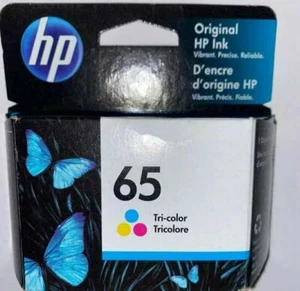 hp
Original
HP Ink
Vibrant. Precise. Reliable.
D'encre
d'origine HP
Vibrant. Précis. Fiable.
65
Tri-color
Tricolore